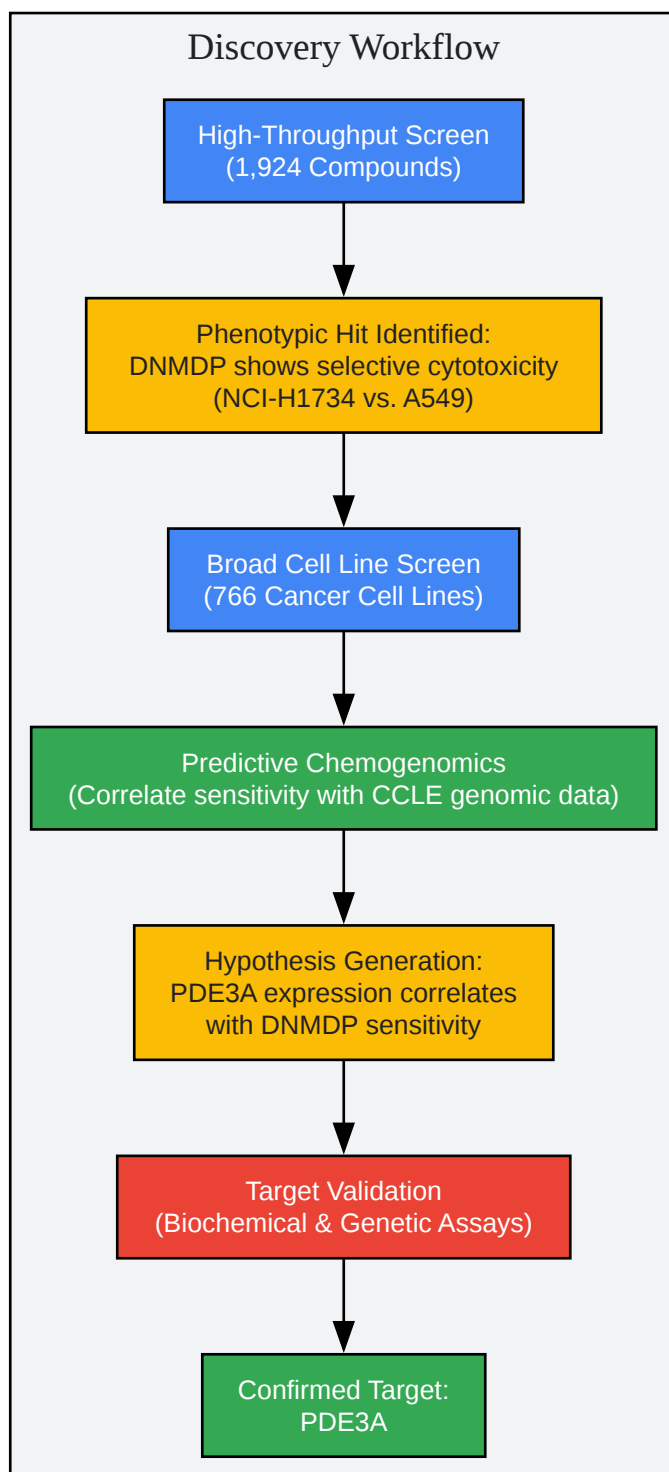 Discovery Workflow
High-Throughput Screen
(1,924 Compounds)
Phenotypic Hit Identified:
DNMDP shows selective cytotoxicity
(NCI-H1734 vs. A549)
Broad Cell Line Screen
(766 Cancer Cell Lines)
Predictive Chemogenomics
(Correlate sensitivity with CCLE genomic data)
Hypothesis Generation:
PDE3A expression correlates
with DNMDP sensitivity
Target Validation
(Biochemical & Genetic Assays)
Confirmed Target:
PDE3A